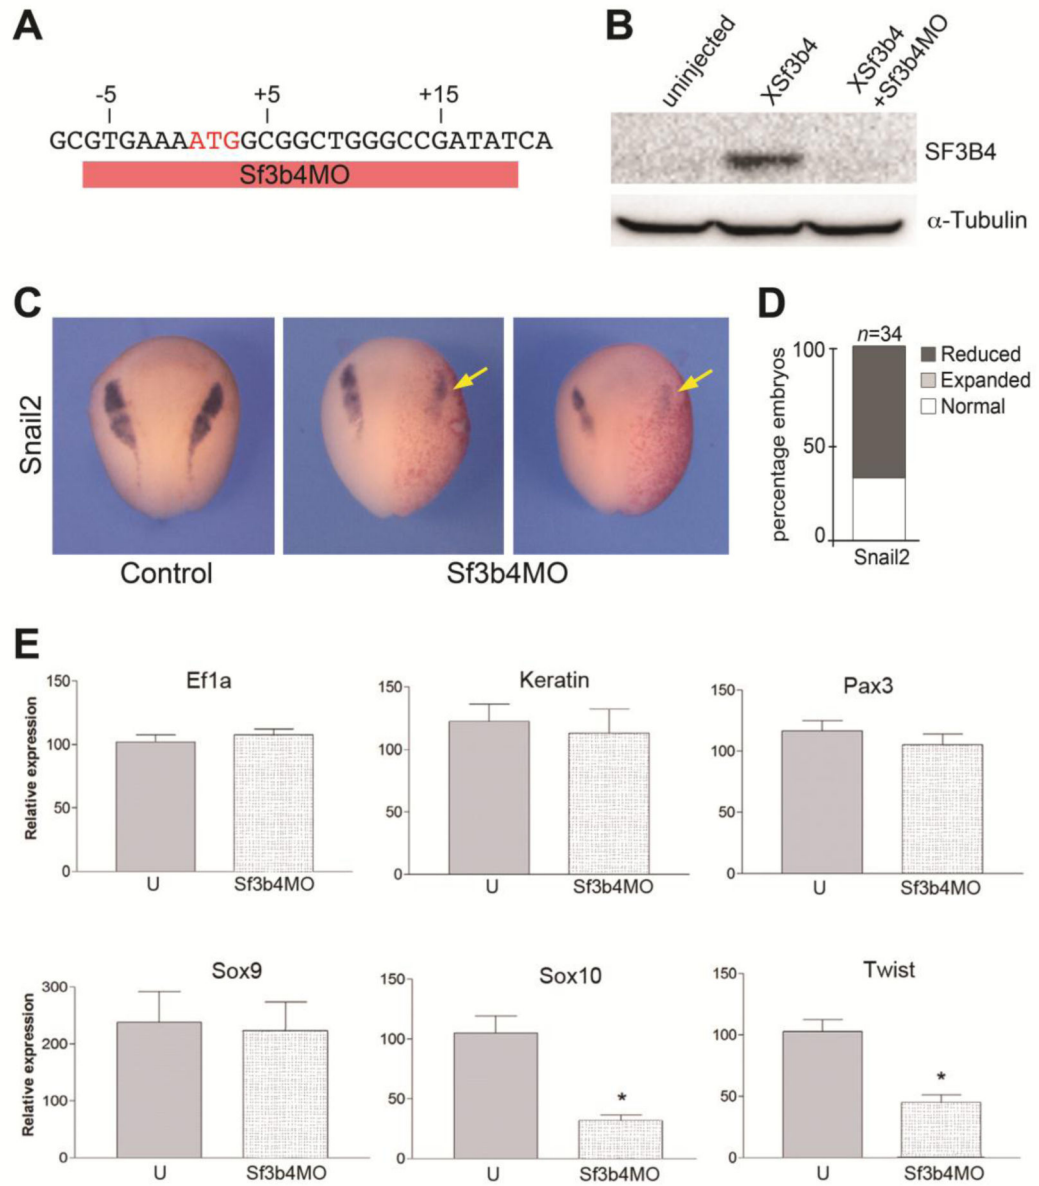 A
-5 +5 +15
GCGTGAAAATGGCGGCTGGGCCGATATCA
Sf3b4MO
B
uninjected
XSf3b4
XSf3b4
+Sf3b4MO
SF3B4
α-Tubulin
C
Snail2
Control
Sf3b4MO
D
n=34
percentage embryos
100
50
0
Reduced
Expanded
Normal
Snail2
E
Ef1a
Relative expression
150
100
50
0
U Sf3b4MO
Keratin
150
100
50
0
U Sf3b4MO
Pax3
150
100
50
0
U Sf3b4MO
Sox9
Relative expression
300
200
100
0
U Sf3b4MO
Sox10
150
100
50
0
*
U Sf3b4MO
Twist
150
100
50
0
*
U Sf3b4MO